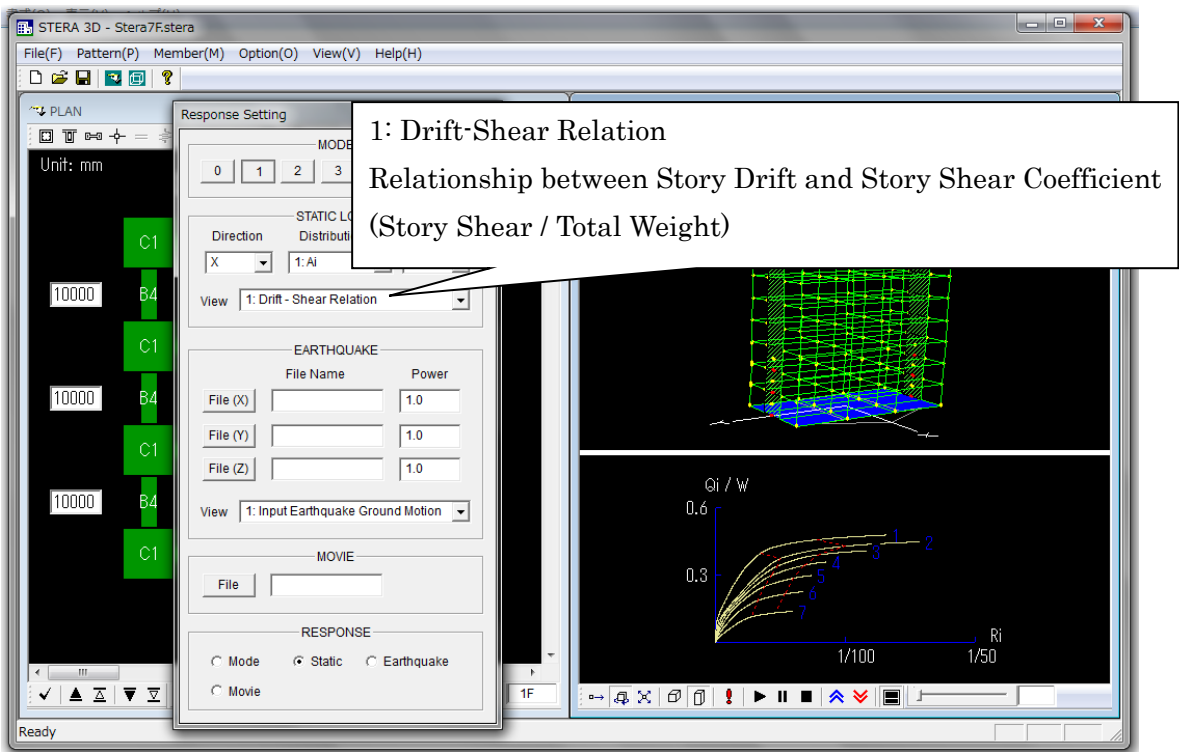 STERA 3D - Stera7F.stera
File(F) Pattern(P) Member(M) Option(O) View(V) Help(H)
PLAN
Unit: mm
C1
10000 B4
C1
10000 B4
C1
10000 B4
C1
1F
Ready
Response Setting
MODE
0 1 2 3
STATIC LO
Direction Distributi
X 1: Ai
View 1: Drift - Shear Relation
EARTHQUAKE
File Name Power
File (X) 1.0
File (Y) 1.0
File (Z) 1.0
View 1: Input Earthquake Ground Motion
MOVIE
File
RESPONSE
Mode Static Earthquake
Movie
1: Drift-Shear Relation
Relationship between Story Drift and Story Shear Coefficient
(Story Shear / Total Weight)
Qi / W
0.6
0.3
1
2
3
4
5
6
7
Ri
1/100 1/50